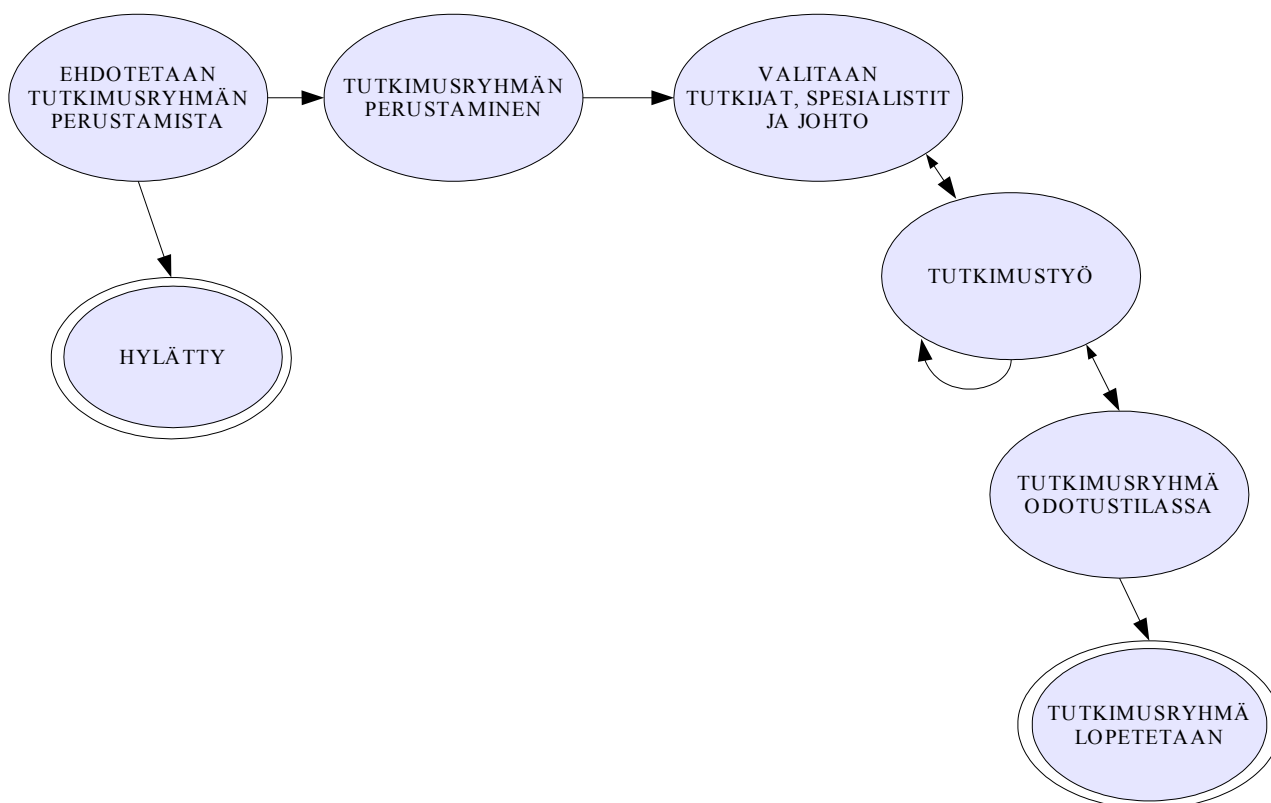 EHDOTETAAN
TUTKIMUSRYHMÄN
PERUSTAMISTA
TUTKIMUSRYHMÄN
PERUSTAMINEN
VALITAAN
TUTKIJAT, SPESIALISTIT
JA JOHTO
TUTKIMUSTYÖ
HYLÄTTY
TUTKIMUSRYHMÄ
ODOTUSTILASSA
TUTKIMUSRYHMÄ
LOPETETAAN